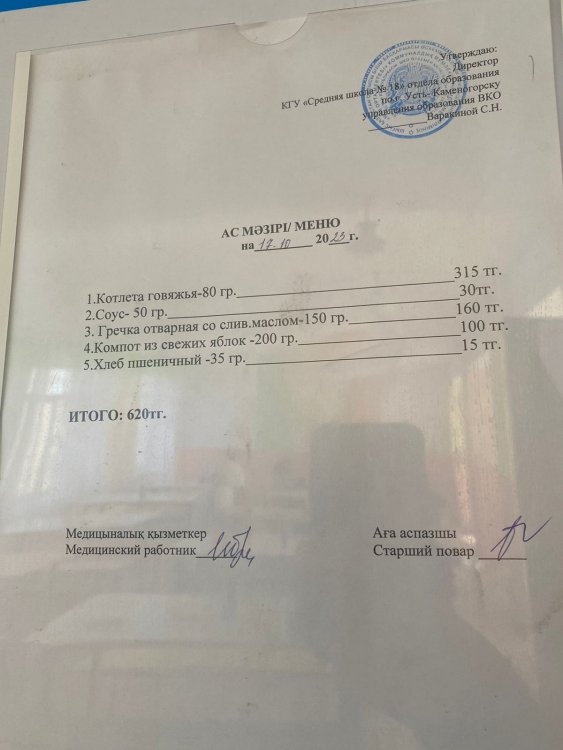 Утверждаю:
Директор
КГУ «Средняя школа № 18» отдела образования
по г. Усть-Каменогорску
управления образования ВКО
Варакиной С.Н.
АС МӘЗІРІ/ МЕНЮ
на 17.10 2023 г.
1.Котлета говяжья-80 гр. 315 тг.
2.Соус- 50 гр. 30тг.
3. Гречка отварная со слив.маслом-150 гр. 160 тг.
4.Компот из свежих яблок -200 гр. 100 тг.
5.Хлеб пшеничный -35 гр. 15 тг.
ИТОГО: 620тг.
Медициналық қызметкер
Медицинский работник
Аға аспазшы
Старший повар